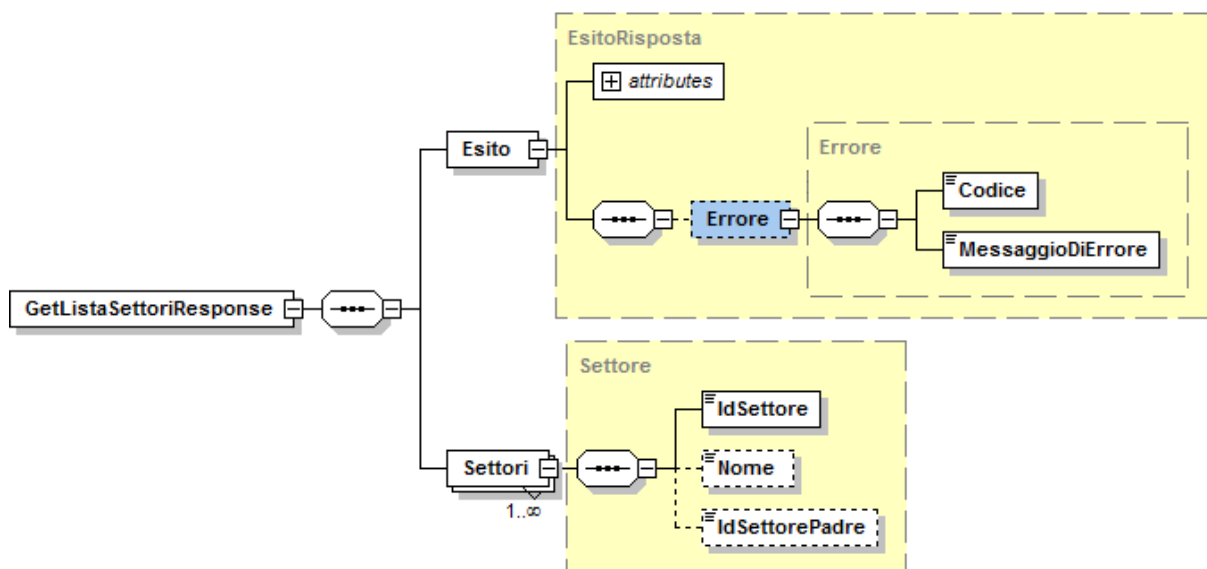 EsitoRisposta
attributes
Esito
Errore
Errore
Codice
MessaggioDiErrore
GetListaSettoriResponse
Settore
Settori
1..∞
IdSettore
Nome
IdSettorePadre